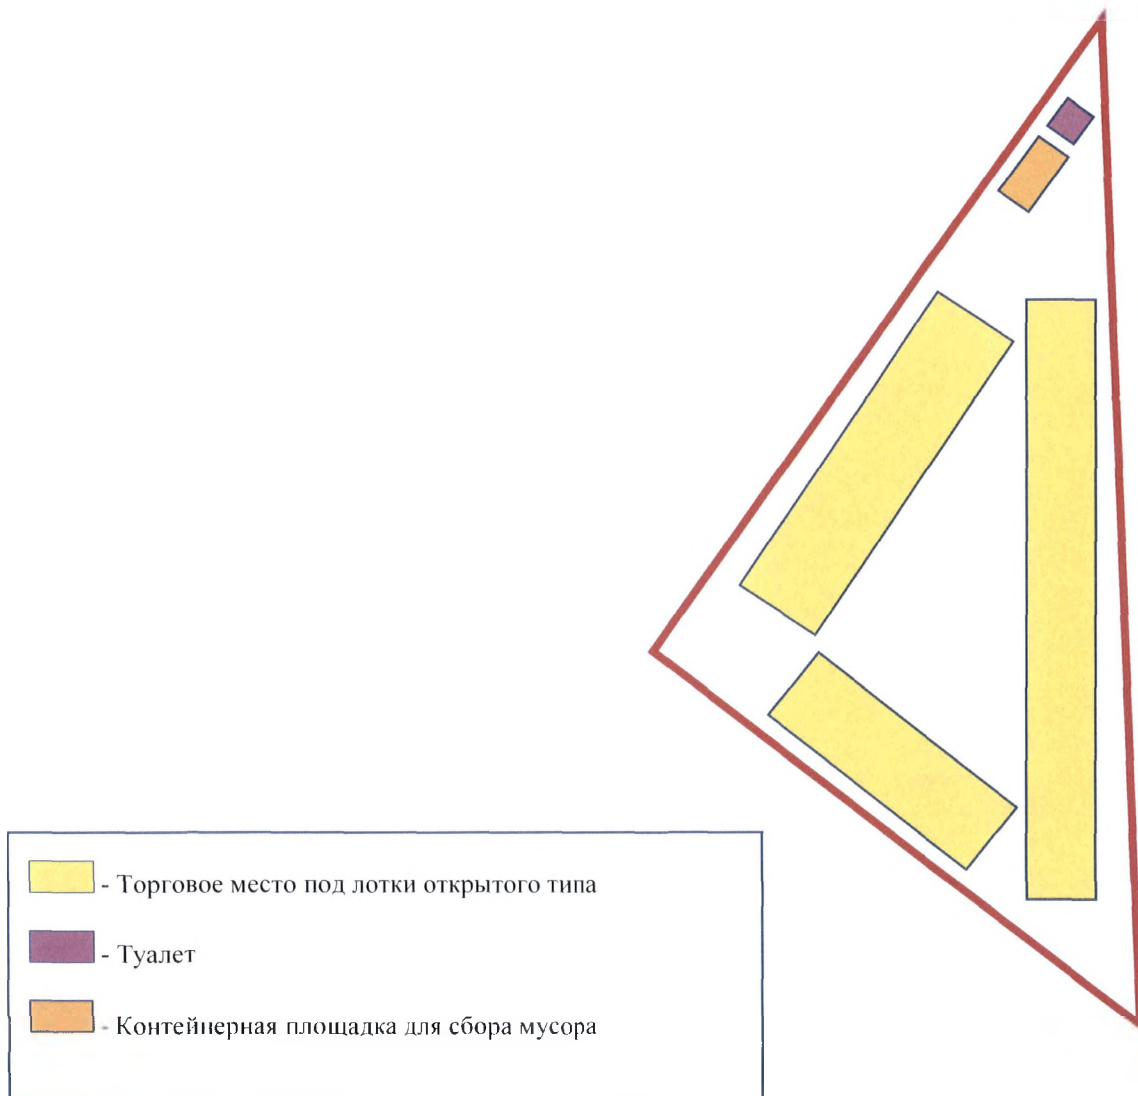 - Торговое место под лотки открытого типа
- Туалет
- Контейнерная площадка для сбора мусора